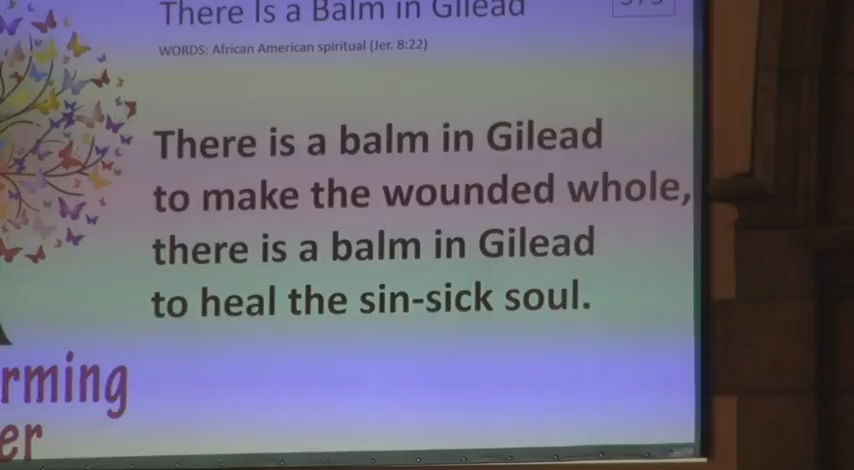 There Is a Balm in Gilead
WORDS: African American spiritual (Jer. 8:22)
There is a balm in Gilead
to make the wounded whole,
there is a balm in Gilead
to heal the sin-sick soul.
rming
er